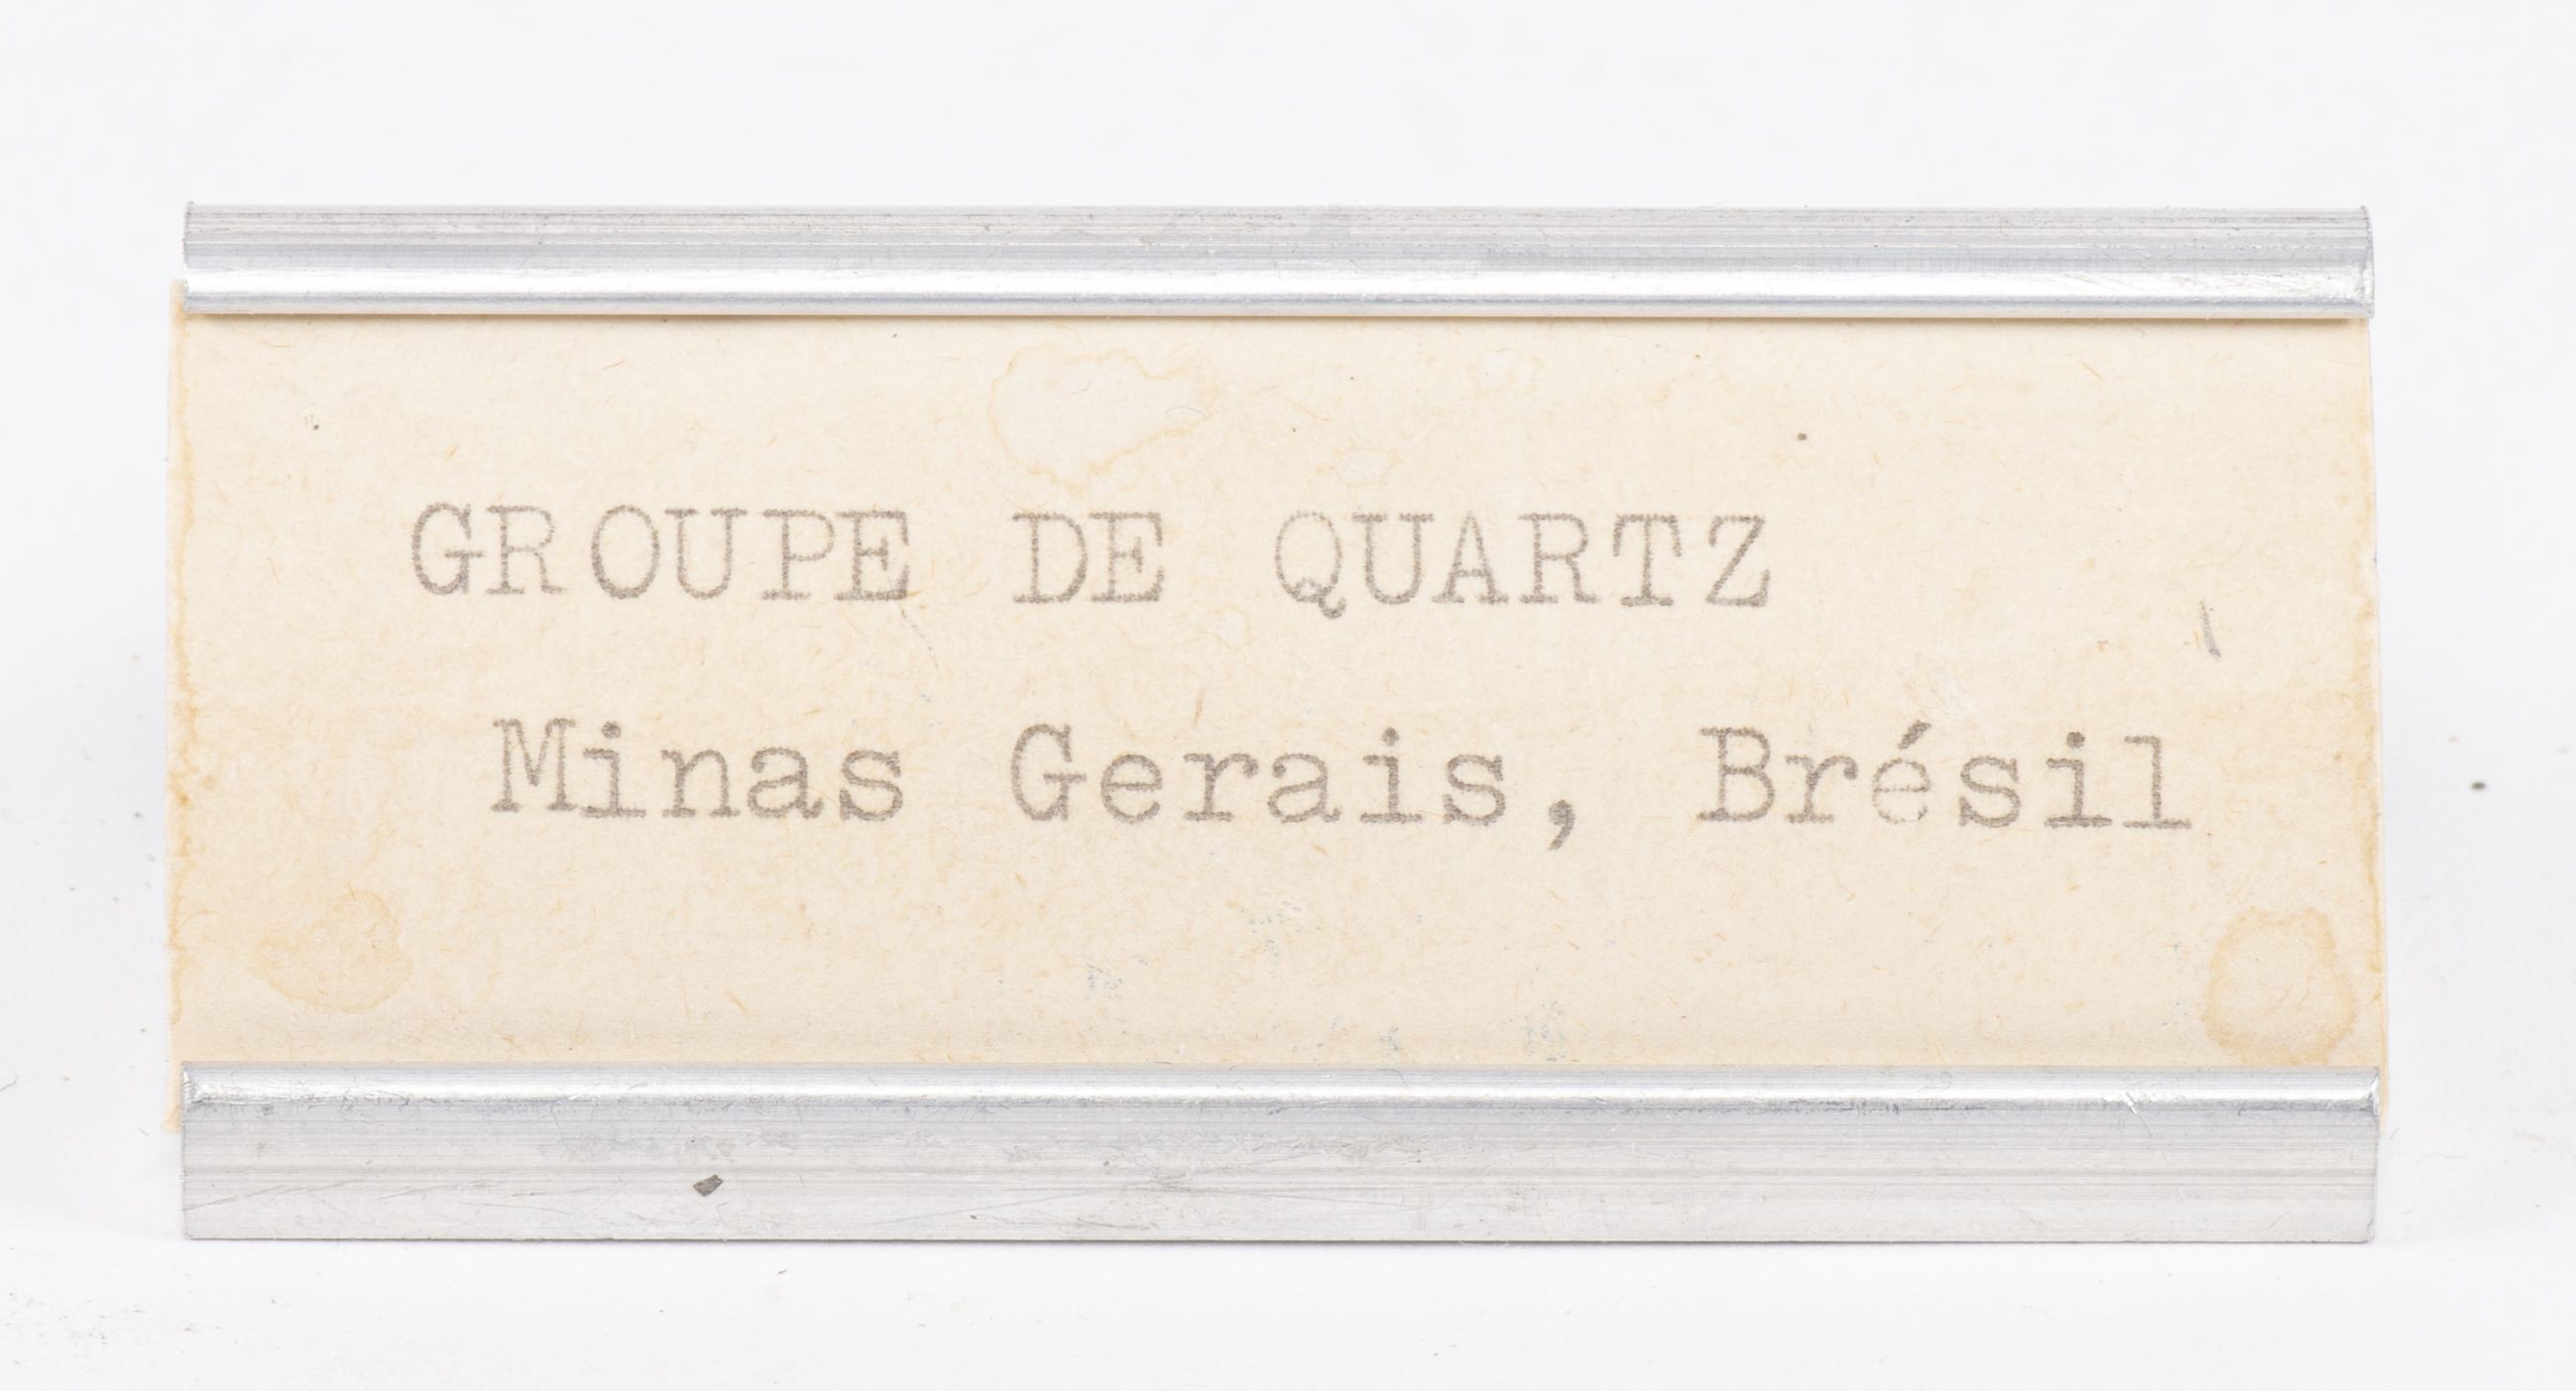 GROUPE DE QUARTZ
Minas Gerais, Brésil